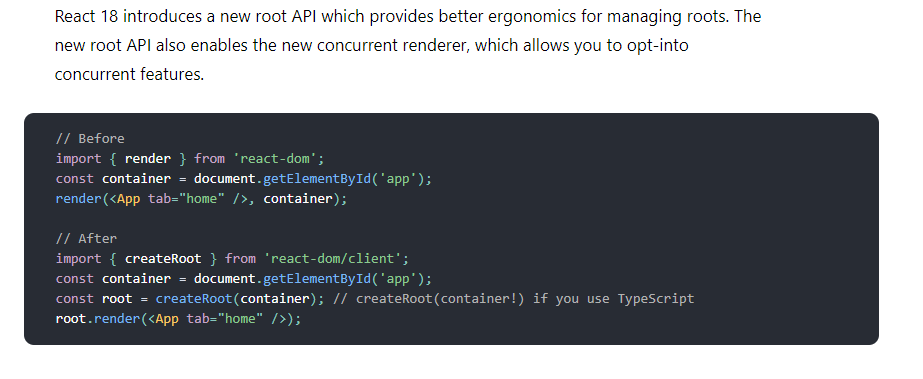 React 18 introduces a new root API which provides better ergonomics for managing roots. The
new root API also enables the new concurrent renderer, which allows you to opt-into
concurrent features.
// Before
import { render } from 'react-dom';
const container = document.getElementById('app');
render(<App tab="home" />, container);
// After
import { createRoot } from 'react-dom/client';
const container = document.getElementById('app');
const root = createRoot(container); // createRoot(container!) if you use TypeScript
root.render(<App tab="home" />);